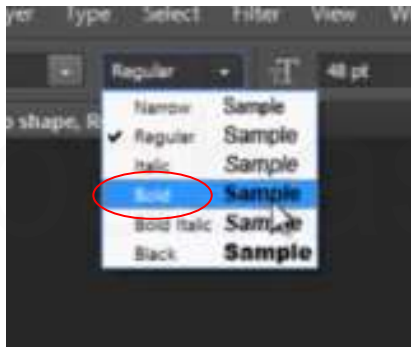 yer Type Select Filter View W
Regular T 48 pt
o shape, R
Narrow Sample
Regular Sample
Italic Sample
Bold Sample
Bold Italic Sample
Black Sample